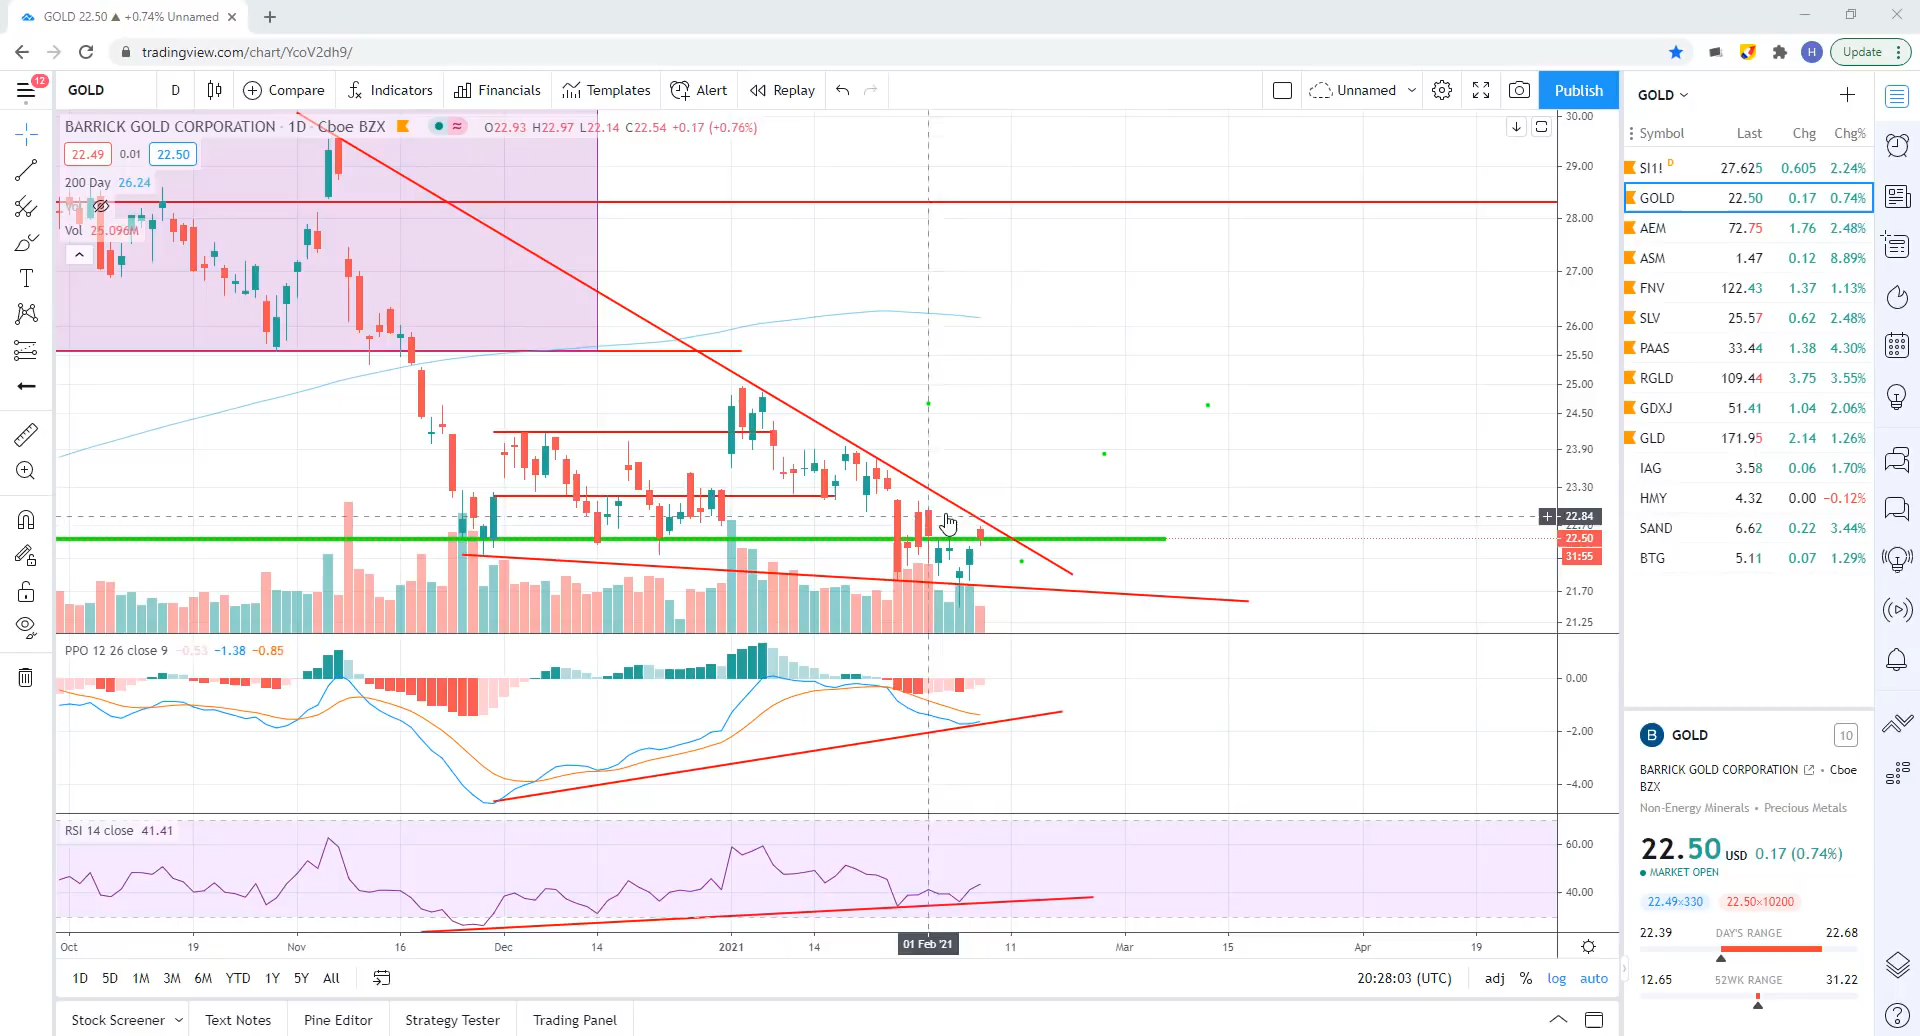 GOLD 22.50 ▲ +0.74% Unnamed
tradingview.com/chart/YcoV2dh9/
H
Update
12
GOLD D Compare Indicators Financials Templates Alert Replay Unnamed Publish
BARRICK GOLD CORPORATION · 1D · Cboe BZX O22.93 H22.97 L22.14 C22.54 +0.17 (+0.76%)
22.49 0.01 22.50
200 Day 26.24
Vol
Vol 25.096M
30.00
29.00
28.00
27.00
26.00
25.50
25.00
24.50
23.90
23.30
22.84
22.70
22.50
31:55
21.70
21.25
PPO 12 26 close 9 −0.53 −1.38 −0.85
0.00
−2.00
−4.00
RSI 14 close 41.41
60.00
40.00
Oct 19 Nov 16 Dec 14 2021 14 01 Feb '21 11 Mar 15 Apr 19
1D 5D 1M 3M 6M YTD 1Y 5Y All
20:28:03 (UTC) adj % log auto
Stock Screener Text Notes Pine Editor Strategy Tester Trading Panel
GOLD
Symbol Last Chg Chg%
SI1! D 27.625 0.605 2.24%
GOLD 22.50 0.17 0.74%
AEM 72.75 1.76 2.48%
ASM 1.47 0.12 8.89%
FNV 122.43 1.37 1.13%
SLV 25.57 0.62 2.48%
PAAS 33.44 1.38 4.30%
RGLD 109.44 3.75 3.55%
GDXJ 51.41 1.04 2.06%
GLD 171.95 2.14 1.26%
IAG 3.58 0.06 1.70%
HMY 4.32 0.00 −0.12%
SAND 6.62 0.22 3.44%
BTG 5.11 0.07 1.29%
B GOLD 10
BARRICK GOLD CORPORATION • Cboe
BZX
Non-Energy Minerals • Precious Metals
22.50 USD 0.17 (0.74%)
MARKET OPEN
22.49×330 22.50×10200
22.39 DAY'S RANGE 22.68
12.65 52WK RANGE 31.22